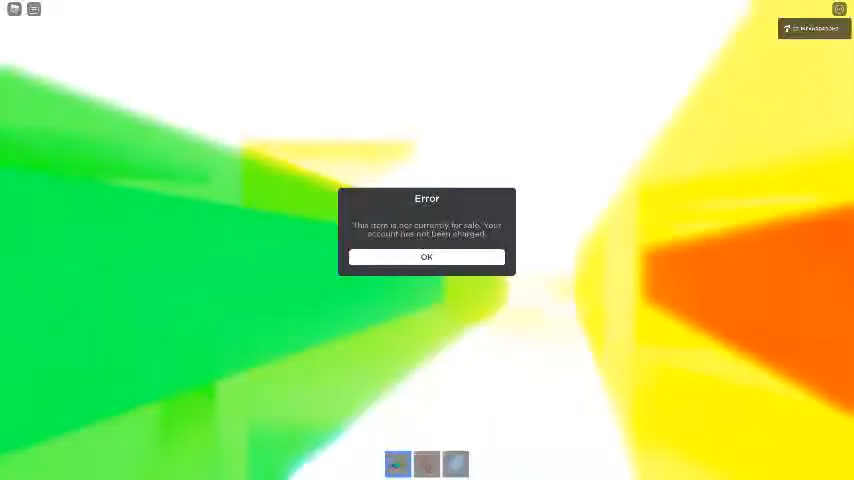 Error
This item is not currently for sale. Your
account has not been charged.
OK